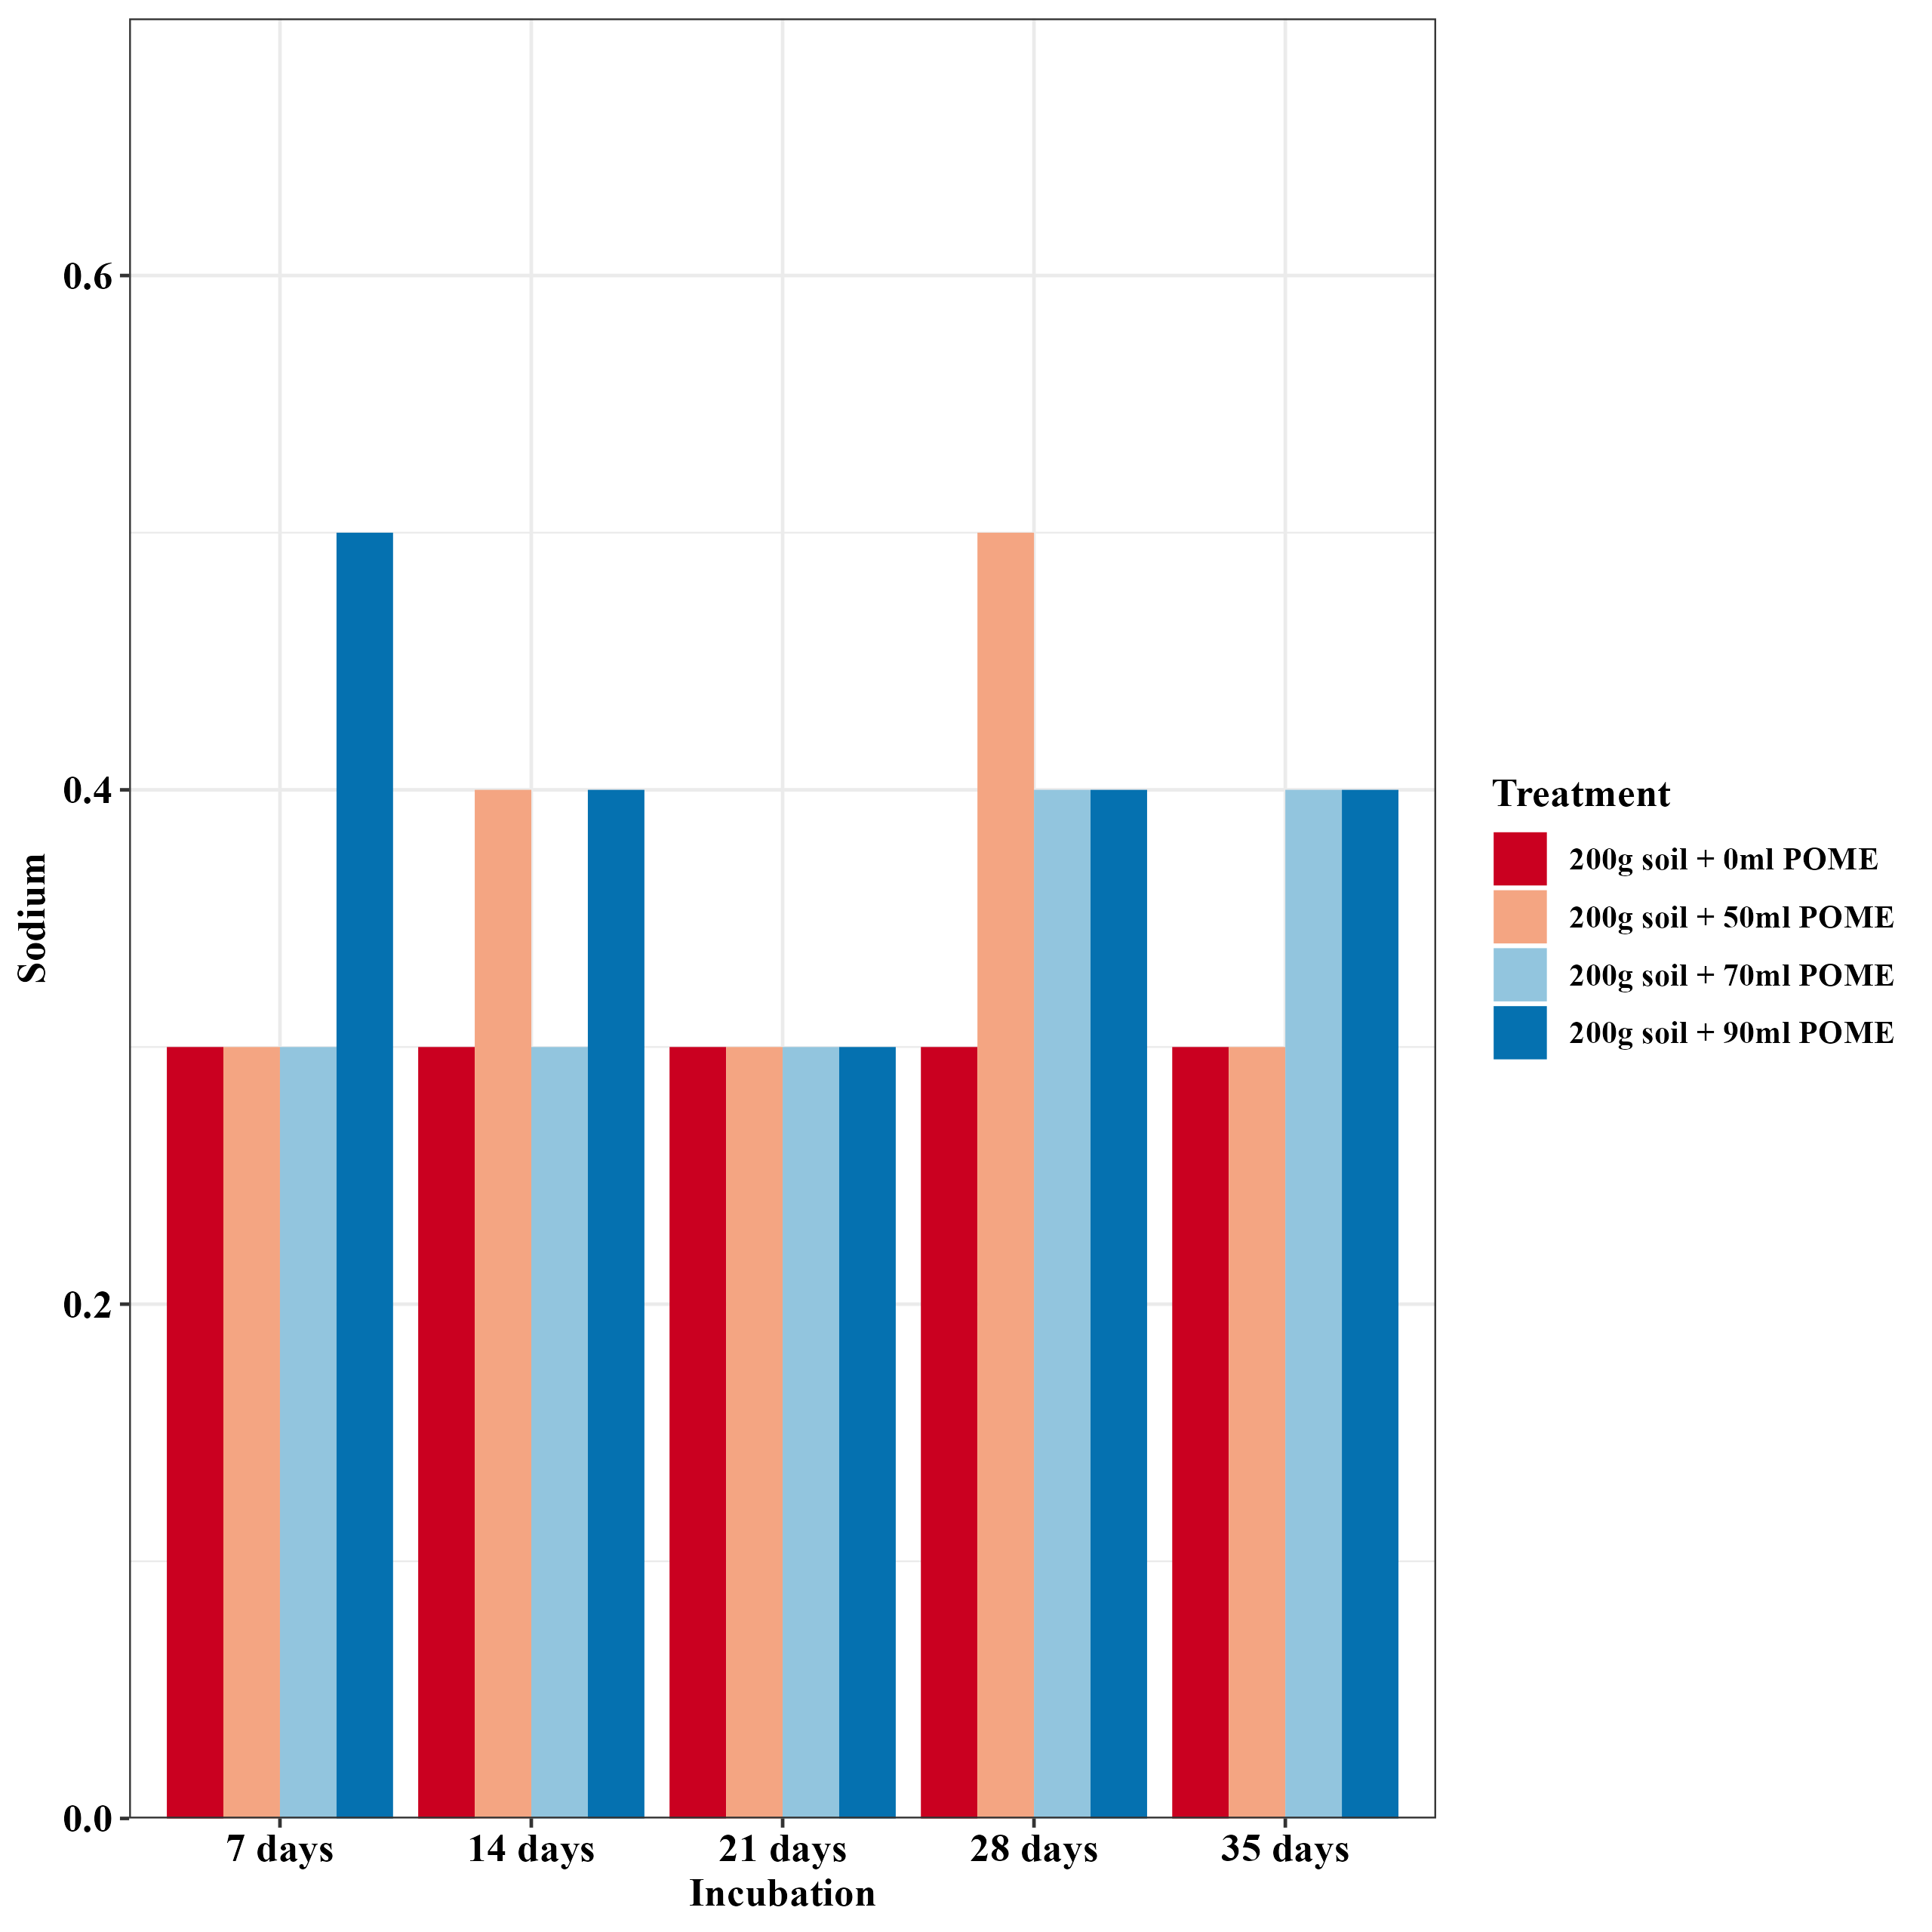 0.6
0.4
0.2
0.0
Sodium
7 days
14 days
21 days
28 days
35 days
Incubation
Treatment
200g soil + 0ml POME
200g soil + 50ml POME
200g soil + 70ml POME
200g soil + 90ml POME